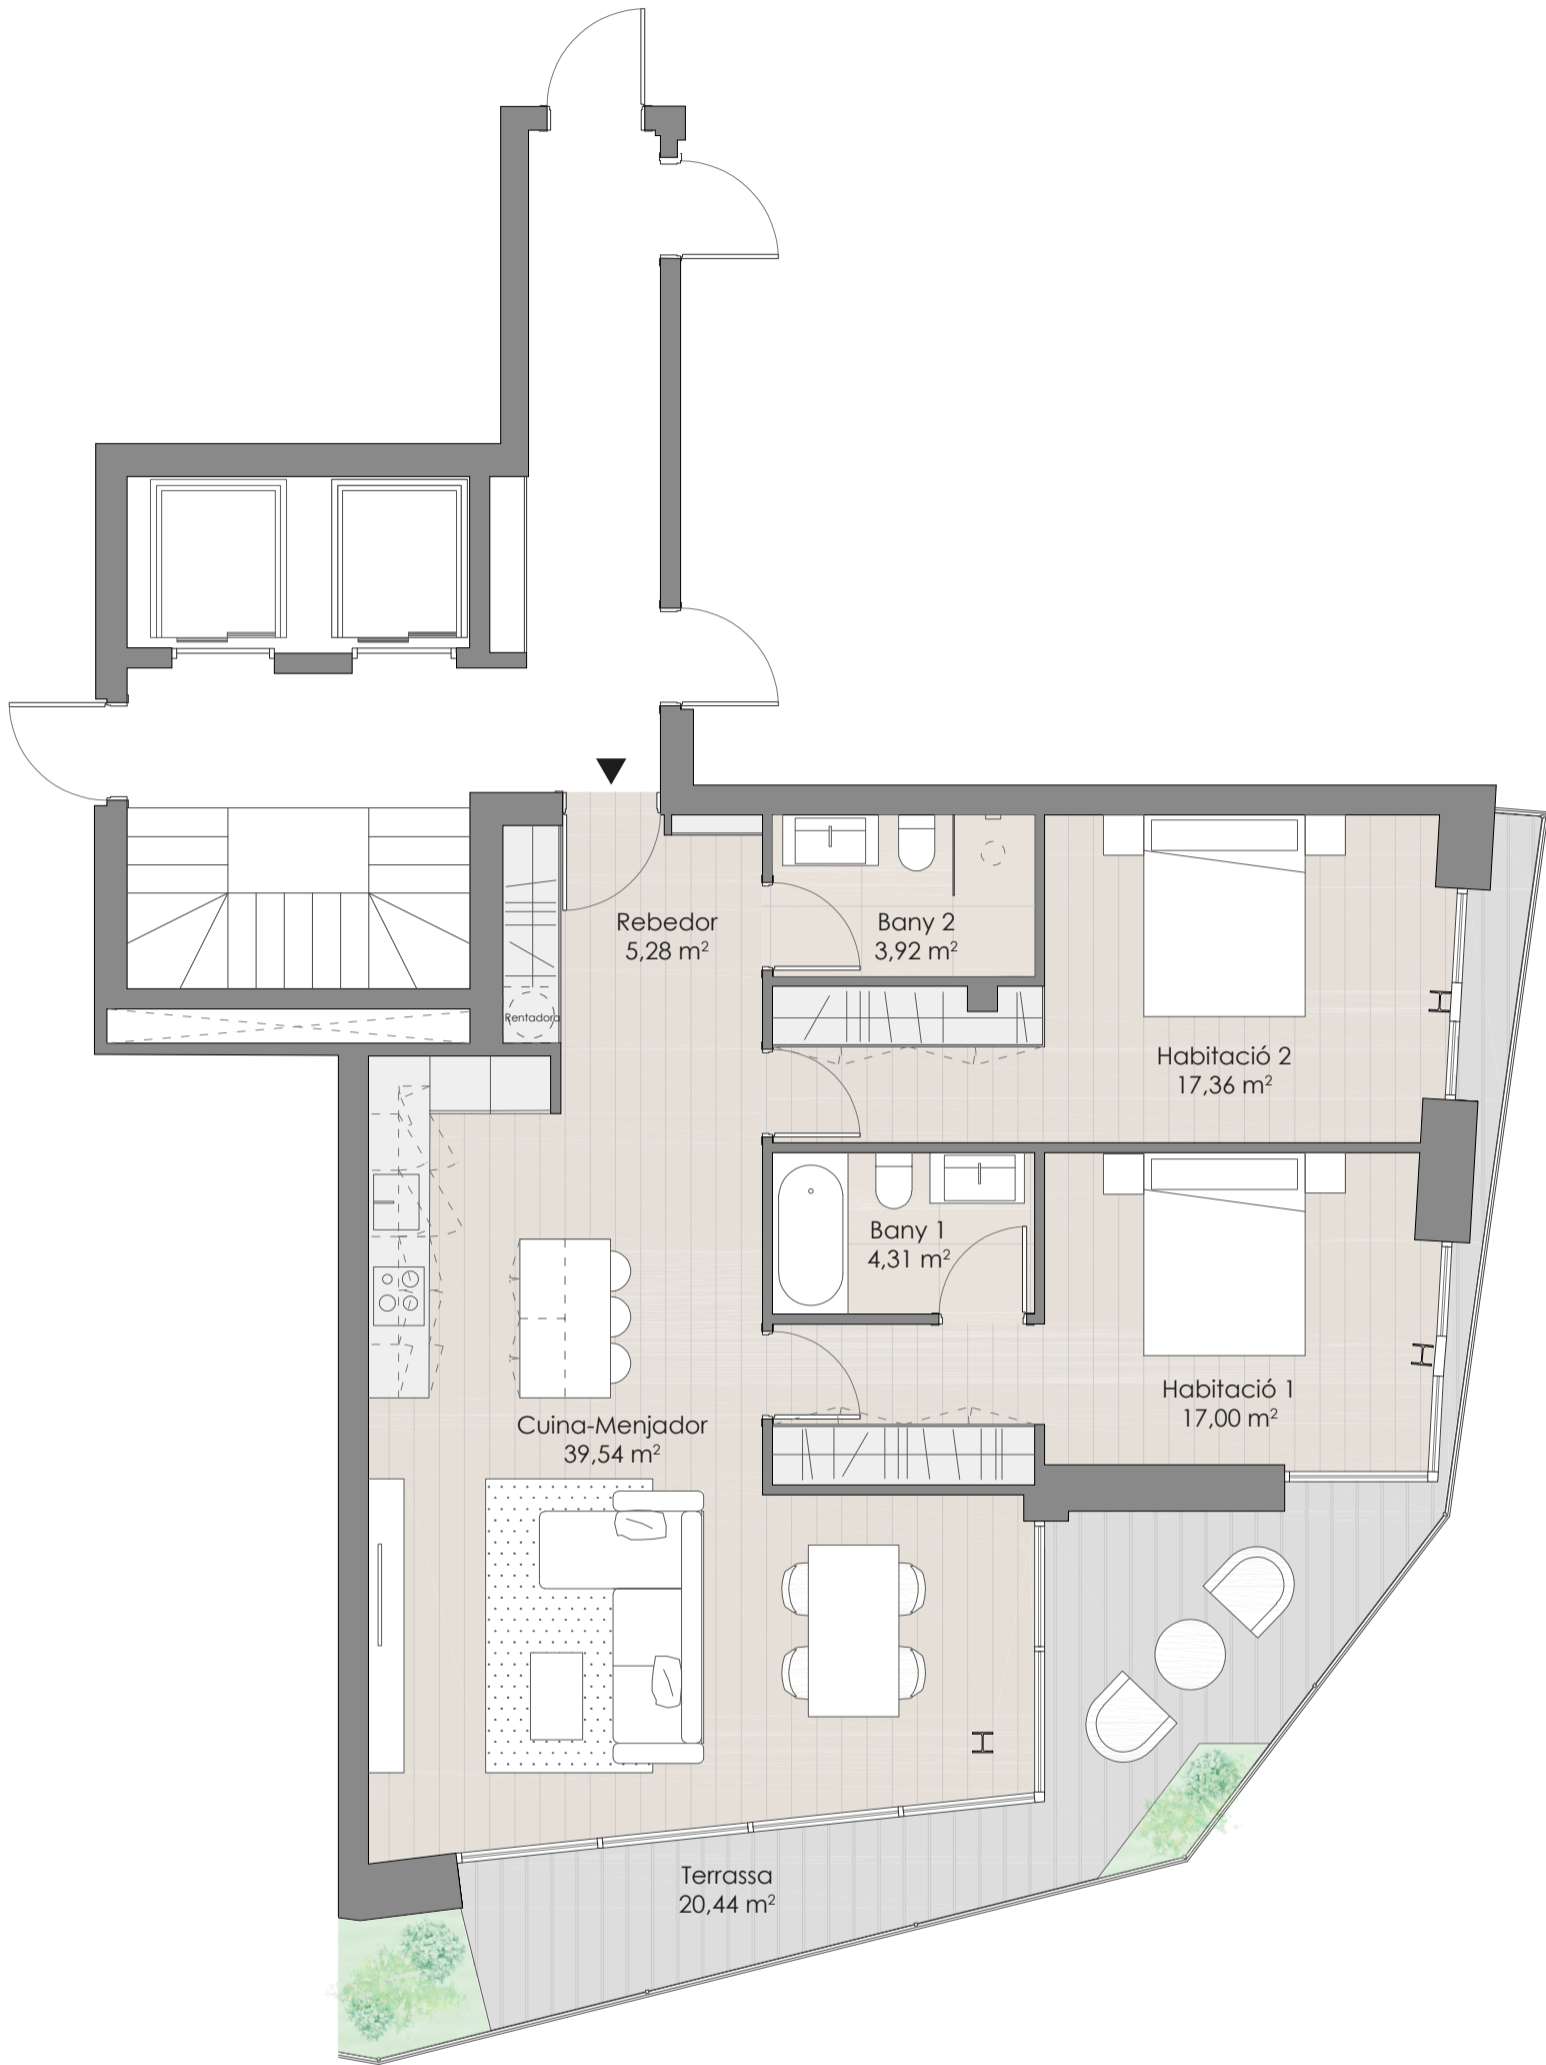 Rebedor
5,28 m²
Bany 2
3,92 m²
Rentadora
Habitació 2
17,36 m²
Bany 1
4,31 m²
Habitació 1
17,00 m²
Cuina-Menjador
39,54 m²
Terrassa
20,44 m²